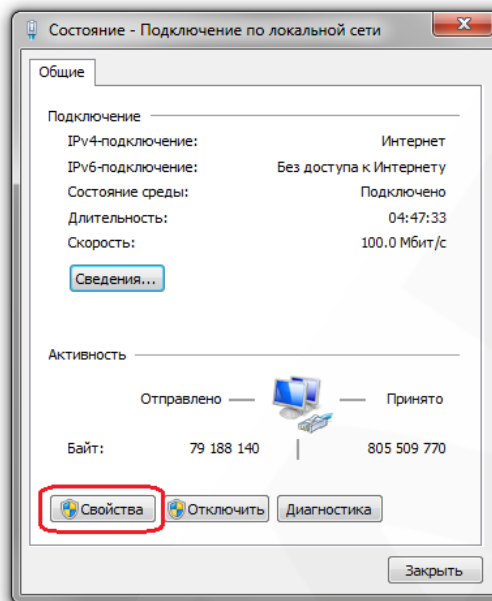 Состояние - Подключение по локальной сети
Общие
Подключение
IPv4-подключение: Интернет
IPv6-подключение: Без доступа к Интернету
Состояние среды: Подключено
Длительность: 04:47:33
Скорость: 100.0 Мбит/с
Сведения...
Активность
Отправлено — — Принято
Байт: 79 188 140 | 805 509 770
Свойства Отключить Диагностика
Закрыть